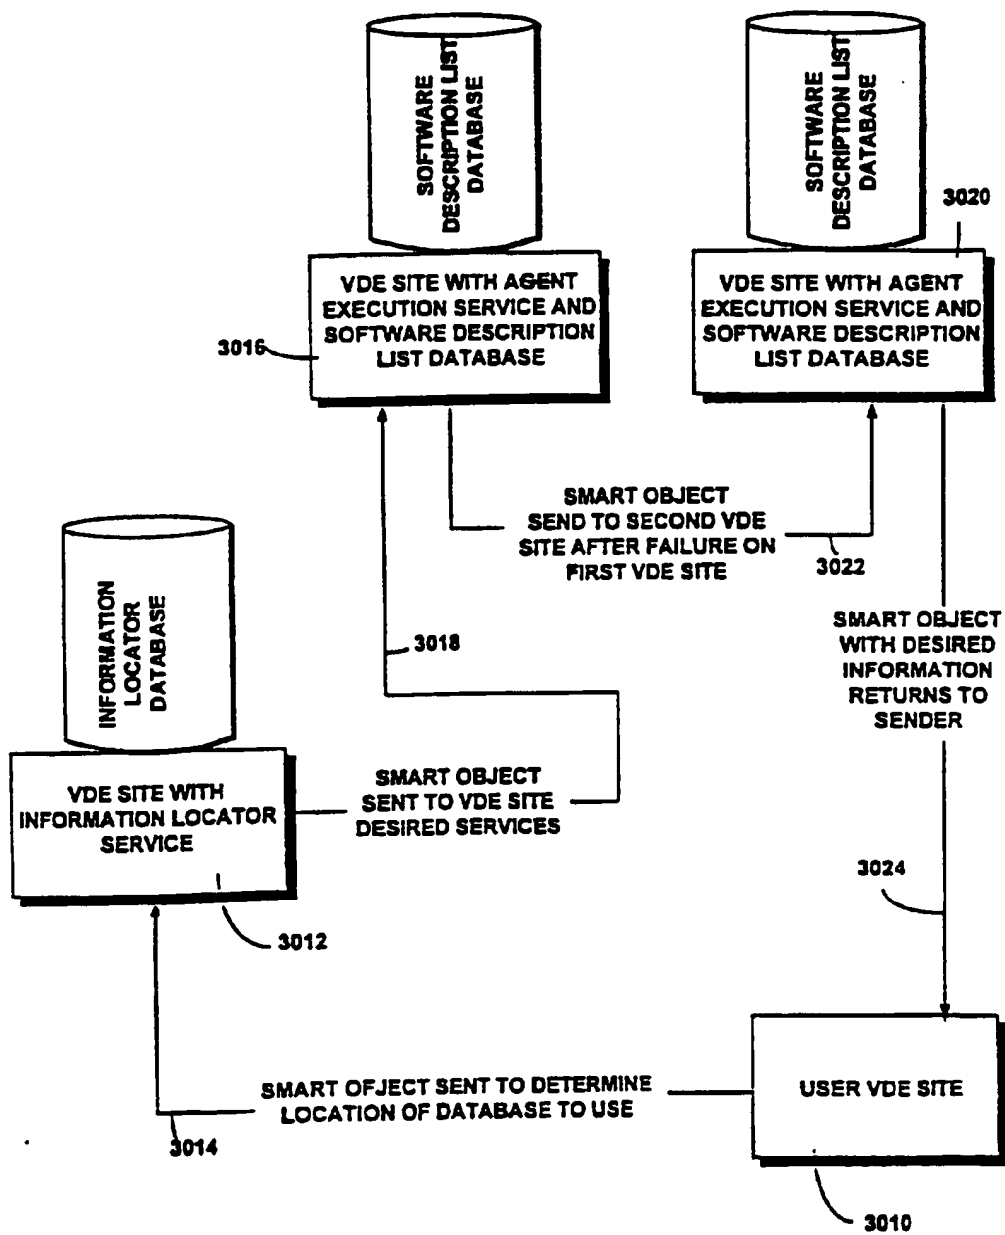 SOFTWARE
DESCRIPTION LIST
DATABASE
SOFTWARE
DESCRIPTION LIST
DATABASE
3020
VDE SITE WITH AGENT
EXECUTION SERVICE AND
SOFTWARE DESCRIPTION
LIST DATABASE
3016
VDE SITE WITH AGENT
EXECUTION SERVICE AND
SOFTWARE DESCRIPTION
LIST DATABASE
SMART OBJECT
SEND TO SECOND VDE
SITE AFTER FAILURE ON
FIRST VDE SITE
3022
INFORMATION
LOCATOR
DATABASE
3018
SMART OBJECT
WITH DESIRED
INFORMATION
RETURNS TO
SENDER
VDE SITE WITH
INFORMATION LOCATOR
SERVICE
SMART OBJECT
SENT TO VDE SITE
DESIRED SERVICES
3024
3012
SMART OFJECT SENT TO DETERMINE
LOCATION OF DATABASE TO USE
3014
USER VDE SITE
3010